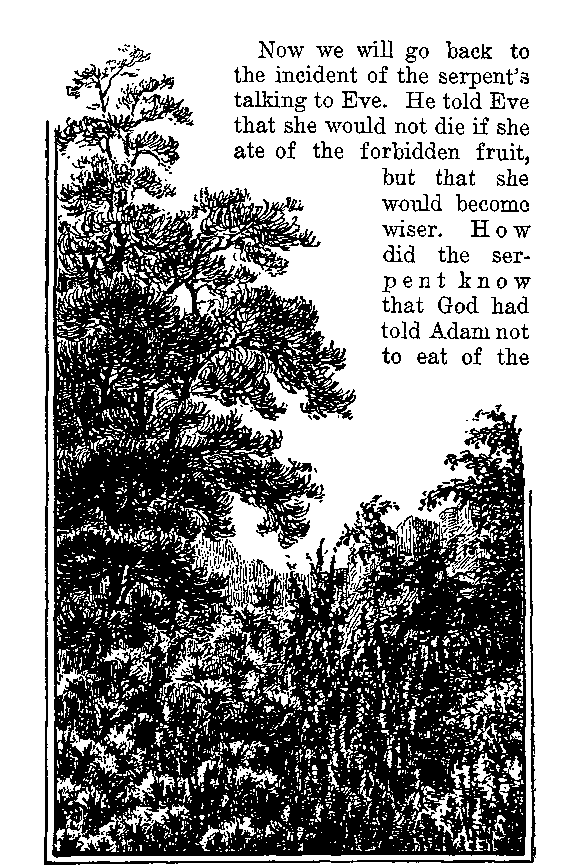 Now we will go back to
the incident of the serpent's
talking to Eve. He told Eve
that she would not die if she
ate of the forbidden fruit,
but that she
would become
wiser. How
did the ser-
pent know
that God had
told Adam not
to eat of the